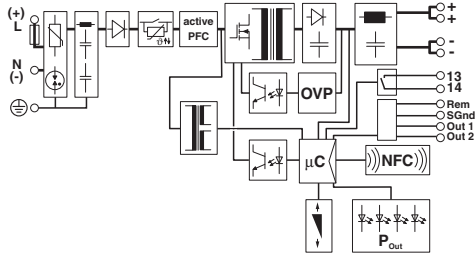 (+)
L
N
(-)
ϑ
active
PFC
OVP
+
+
-
-
13
14
Rem
SGnd
Out 1
Out 2
μC
NFC
P Out